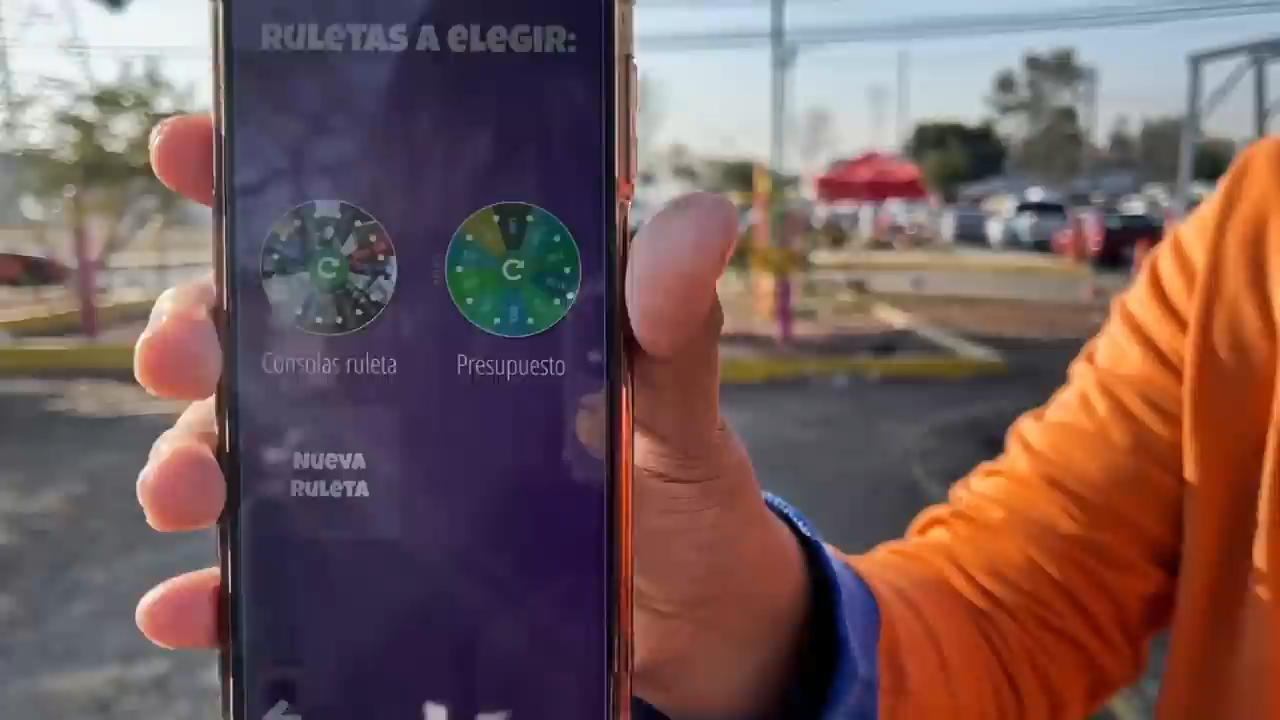 RULETAS A ELEGIR:
Consolas ruleta
Presupuesto
NUEVA
RULETA